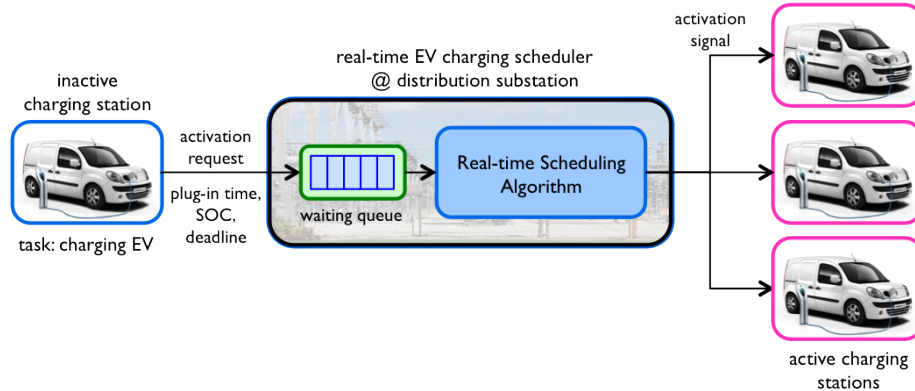 inactive
charging station
task: charging EV
activation
request
plug-in time,
SOC,
deadline
real-time EV charging scheduler
@ distribution substation
waiting queue
Real-time Scheduling
Algorithm
activation
signal
active charging
stations